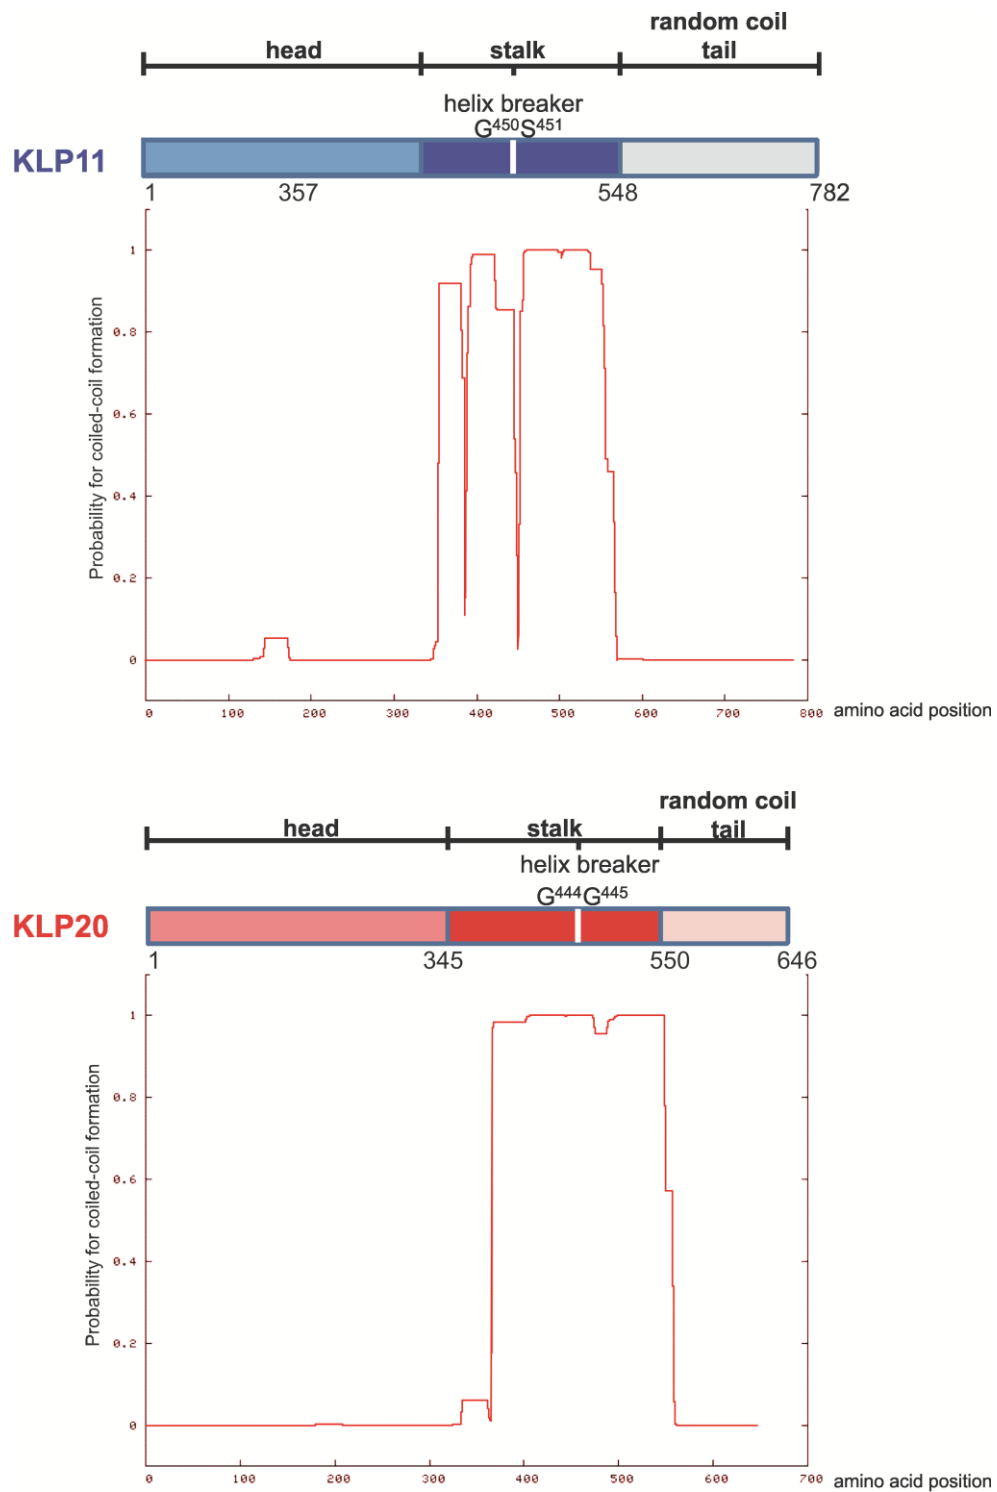 random coil
head stalk tail
helix breaker
G⁴⁵⁰S⁴⁵¹
KLP11
1 357 548 782
Probability for coiled-coil formation
1
0.8
0.6
0.4
0.2
0
0 100 200 300 400 500 600 700 800 amino acid position
random coil
head stalk tail
helix breaker
G⁴⁴⁴G⁴⁴⁵
KLP20
1 345 550 646
Probability for coiled-coil formation
1
0.8
0.6
0.4
0.2
0
0 100 200 300 400 500 600 700 amino acid position